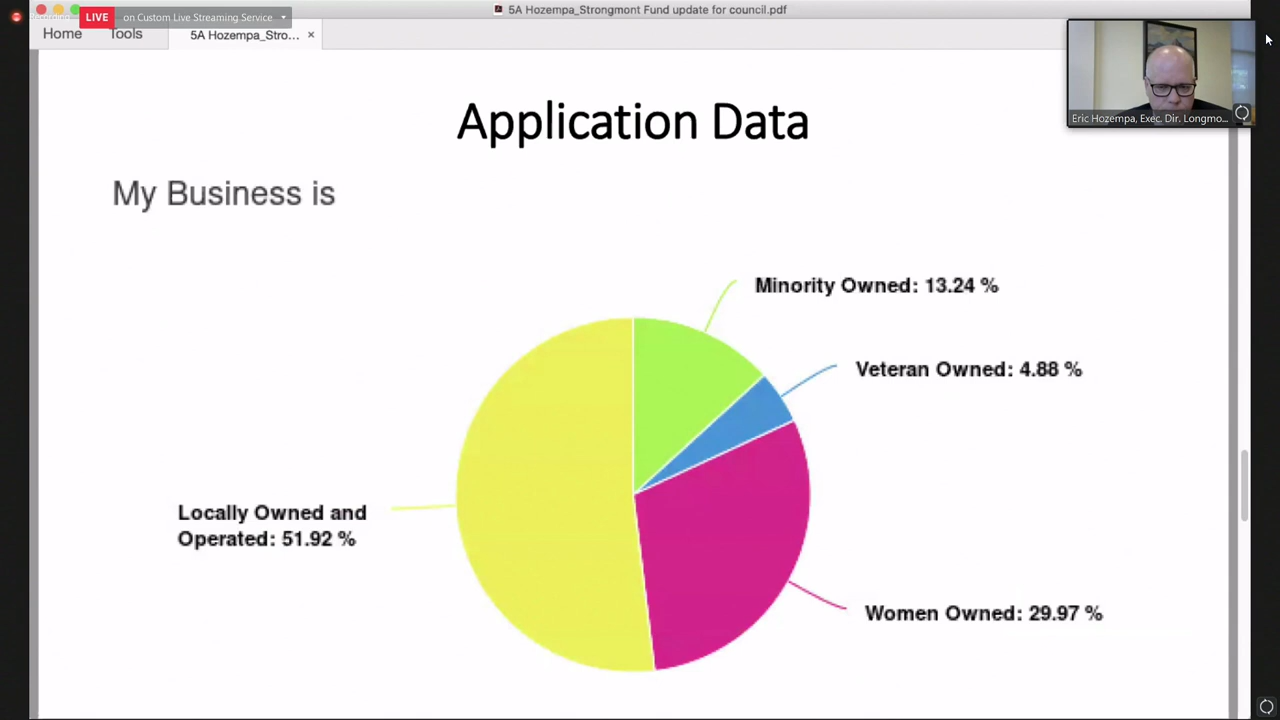 LIVE
on Custom Live Streaming Service
5A Hozempa_Strongmont Fund update for council.pdf
Home
Tools
5A Hozempa_Stro...
Eric Hozempa, Exec. Dir. Longmo...
Application Data
My Business is
Minority Owned: 13.24 %
Veteran Owned: 4.88 %
Locally Owned and
Operated: 51.92 %
Women Owned: 29.97 %